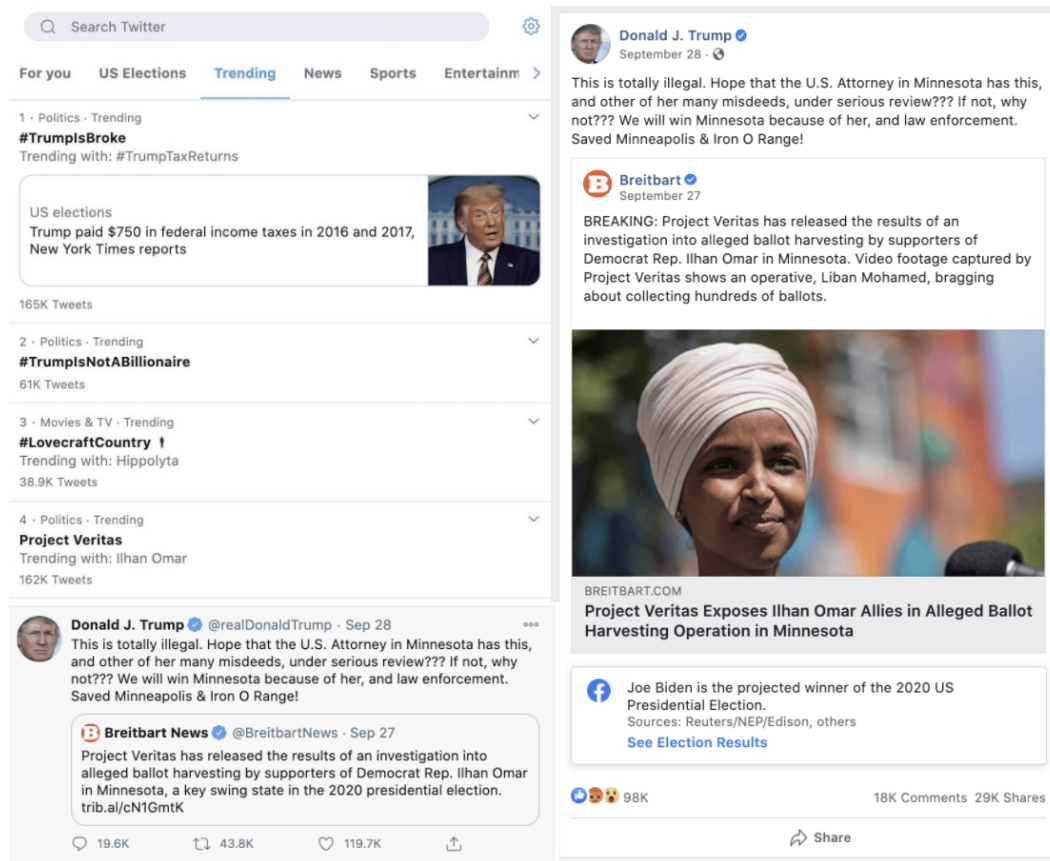 Search Twitter
For you US Elections Trending News Sports Entertainm
1 · Politics · Trending
#TrumpIsBroke
Trending with: #TrumpTaxReturns
US elections
Trump paid $750 in federal income taxes in 2016 and 2017,
New York Times reports
165K Tweets
2 · Politics · Trending
#TrumpIsNotABillionaire
61K Tweets
3 · Movies & TV · Trending
#LovecraftCountry
Trending with: Hippolyta
38.9K Tweets
4 · Politics · Trending
Project Veritas
Trending with: Ilhan Omar
162K Tweets
Donald J. Trump @realDonaldTrump · Sep 28
This is totally illegal. Hope that the U.S. Attorney in Minnesota has this,
and other of her many misdeeds, under serious review??? If not, why
not??? We will win Minnesota because of her, and law enforcement.
Saved Minneapolis & Iron O Range!
B Breitbart News @BreitbartNews · Sep 27
Project Veritas has released the results of an investigation into
alleged ballot harvesting by supporters of Democrat Rep. Ilhan Omar
in Minnesota, a key swing state in the 2020 presidential election.
trib.al/cN1GmtK
19.6K 43.8K 119.7K
Donald J. Trump
September 28 ·
This is totally illegal. Hope that the U.S. Attorney in Minnesota has this,
and other of her many misdeeds, under serious review??? If not, why
not??? We will win Minnesota because of her, and law enforcement.
Saved Minneapolis & Iron O Range!
B Breitbart
September 27
BREAKING: Project Veritas has released the results of an
investigation into alleged ballot harvesting by supporters of
Democrat Rep. Ilhan Omar in Minnesota. Video footage captured by
Project Veritas shows an operative, Liban Mohamed, bragging
about collecting hundreds of ballots.
BREITBART.COM
Project Veritas Exposes Ilhan Omar Allies in Alleged Ballot
Harvesting Operation in Minnesota
Joe Biden is the projected winner of the 2020 US
Presidential Election.
Sources: Reuters/NEP/Edison, others
See Election Results
98K 18K Comments 29K Shares
Share